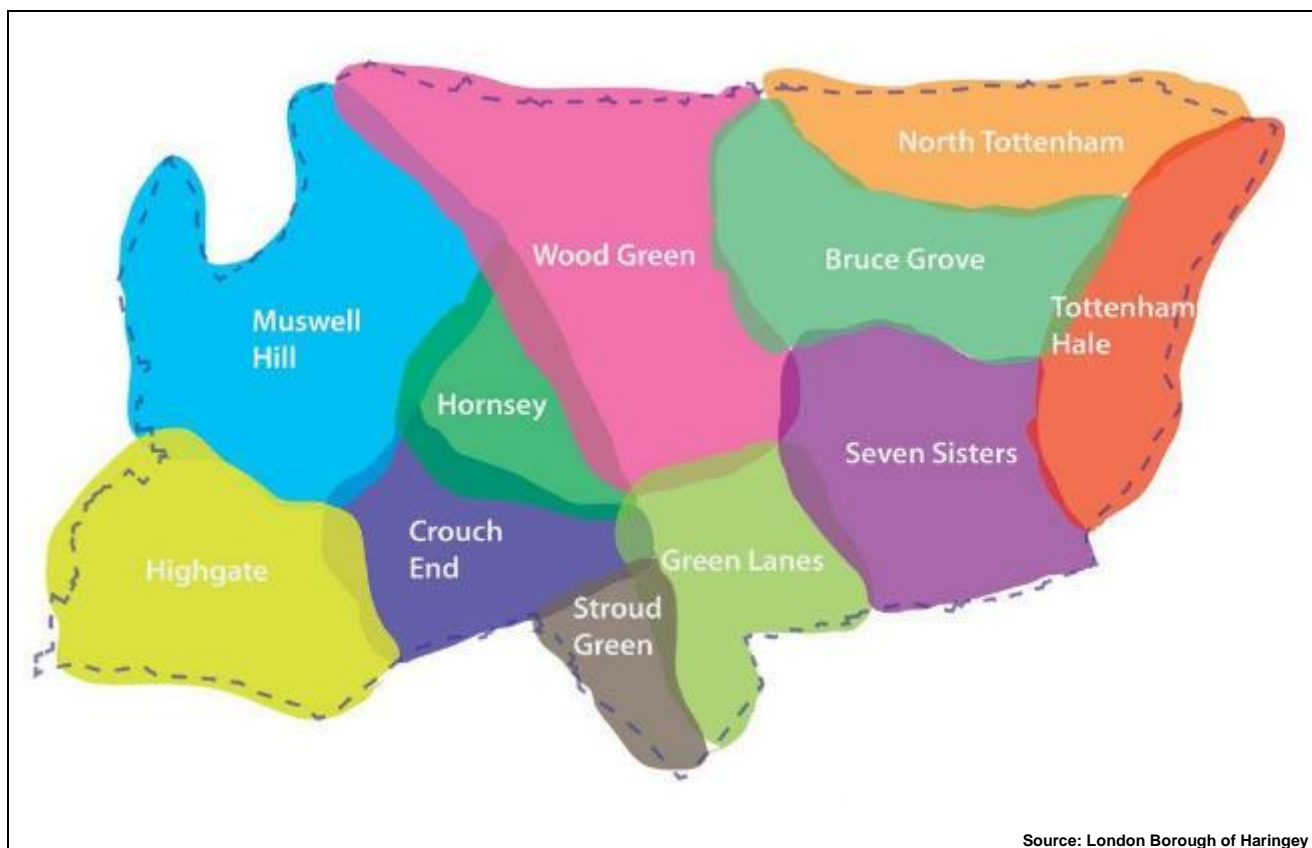 North Tottenham
Wood Green
Bruce Grove
Muswell
Hill
Tottenham
Hale
Hornsey
Seven Sisters
Crouch
End
Highgate
Green Lanes
Stroud
Green
Source: London Borough of Haringey